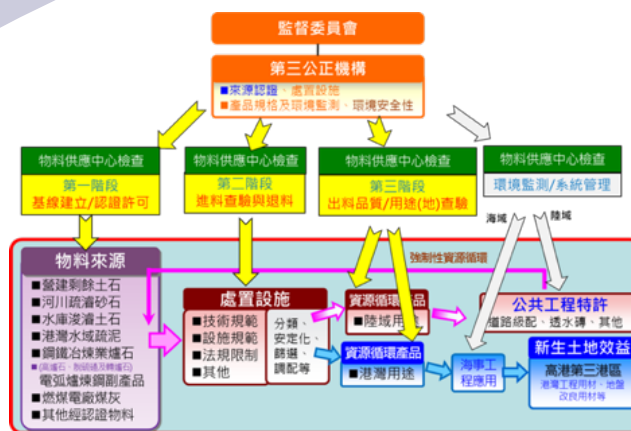 監督委員會
第三公正機構
■來源認證、處置設施
■產品規格及環境監測、環境安全性
物料供應中心檢查
第一階段
基線建立/認證許可
物料供應中心檢查
第二階段
進料查驗與退料
物料供應中心檢查
第三階段
出料品質/用途(地)查驗
物料供應中心檢查
環境監測/系統管理
海域
陸域
強制性資源循環
物料來源
■營建剩餘土石
■河川疏濬砂石
■水庫浚濬土石
■港灣水域疏泥
■鋼鐵冶煉業爐石
■(高爐石、脫硫渣及轉爐石)
電弧爐煉鋼副產品
■燃煤電廠煤灰
■其他經認證物料
處置設施
■技術規範
■設施規範
■法規限制
■其他
分類、
安定化、
篩選、
調配等
資源循環產品
■陸域用
資源循環產品
■港灣用途
公共工程特許
道路級配、透水磚、其他
海事工
程應用
新生土地效益
高港第三港區
港灣工程用材、地盤
改良用材等